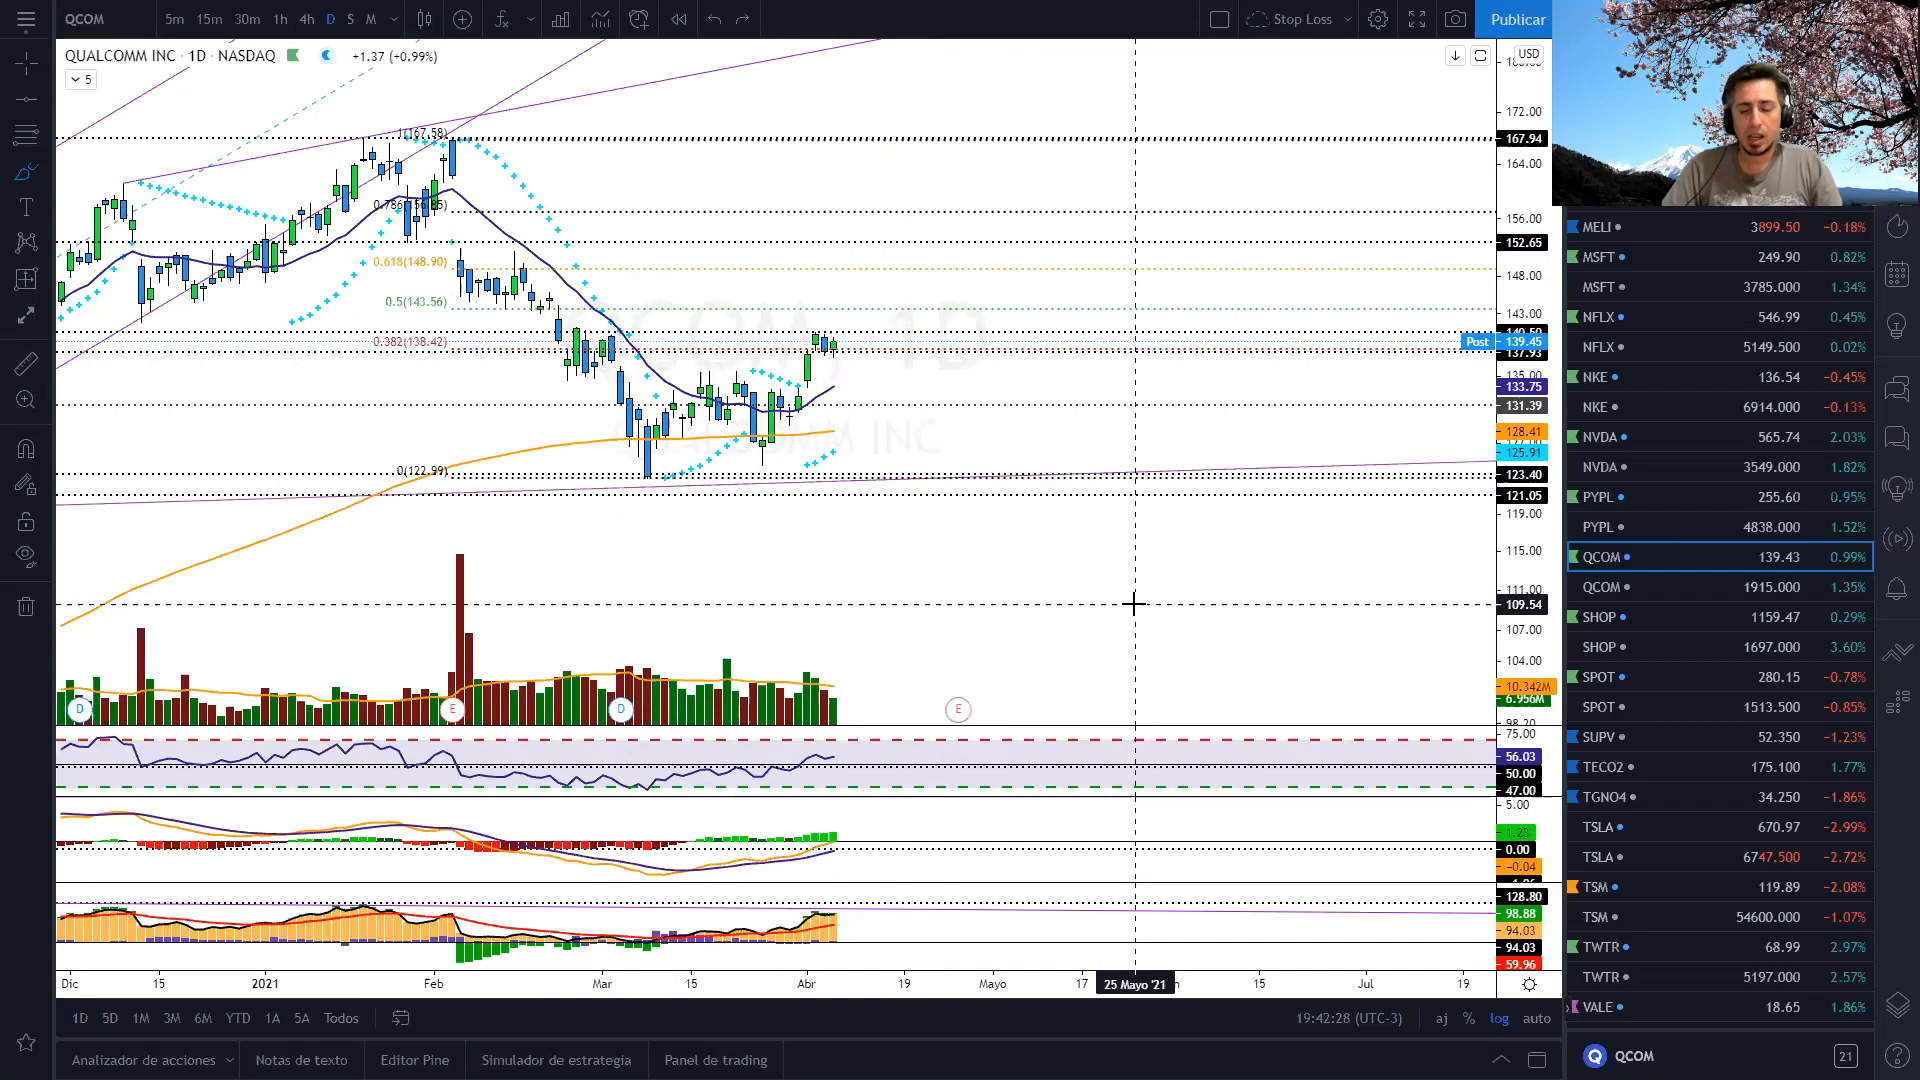 QCOM
5m 15m 30m 1h 4h D S M
Stop Loss
Publicar
QUALCOMM INC · 1D · NASDAQ
+1.37 (+0.99%)
5
USD
172.00
1(167.58)
167.94
164.00
0.786(156.85)
156.00
152.65
0.618(148.90)
148.00
0.5(143.56)
143.00
QCOM, 1D
140.50
0.382(138.42)
Post 139.45
137.93
135.00
133.75
131.39
128.41
QUALCOMM INC
125.91
0(122.99)
123.40
121.05
119.00
115.00
111.00
109.54
107.00
104.00
10.342M
6.956M
D E D E
98.20
75.00
56.03
50.00
47.00
5.00
1.23
0.00
-0.04
128.80
98.88
94.03
94.03
59.96
Dic 15 2021 Feb Mar 15 Abr 19 Mayo 17 25 Mayo '21 15 Jul 19
1D 5D 1M 3M 6M YTD 1A 5A Todos
19:42:28 (UTC-3) aj % log auto
Analizador de acciones Notas de texto Editor Pine Simulador de estrategia Panel de trading
MELI 3899.50 −0.18%
MSFT 249.90 0.82%
MSFT 3785.000 1.34%
NFLX 546.99 0.45%
NFLX 5149.500 0.02%
NKE 136.54 −0.45%
NKE 6914.000 −0.13%
NVDA 565.74 2.03%
NVDA 3549.000 1.82%
PYPL 255.60 0.95%
PYPL 4838.000 1.52%
QCOM 139.43 0.99%
QCOM 1915.000 1.35%
SHOP 1159.47 0.29%
SHOP 1697.000 3.60%
SPOT 280.15 −0.78%
SPOT 1513.500 −0.85%
SUPV 52.350 −1.23%
TECO2 175.100 1.77%
TGNO4 34.250 −1.86%
TSLA 670.97 −2.99%
TSLA 6747.500 −2.72%
TSM 119.89 −2.08%
TSM 54600.000 −1.07%
TWTR 68.99 2.97%
TWTR 5197.000 2.57%
VALE 18.65 1.86%
QCOM 21